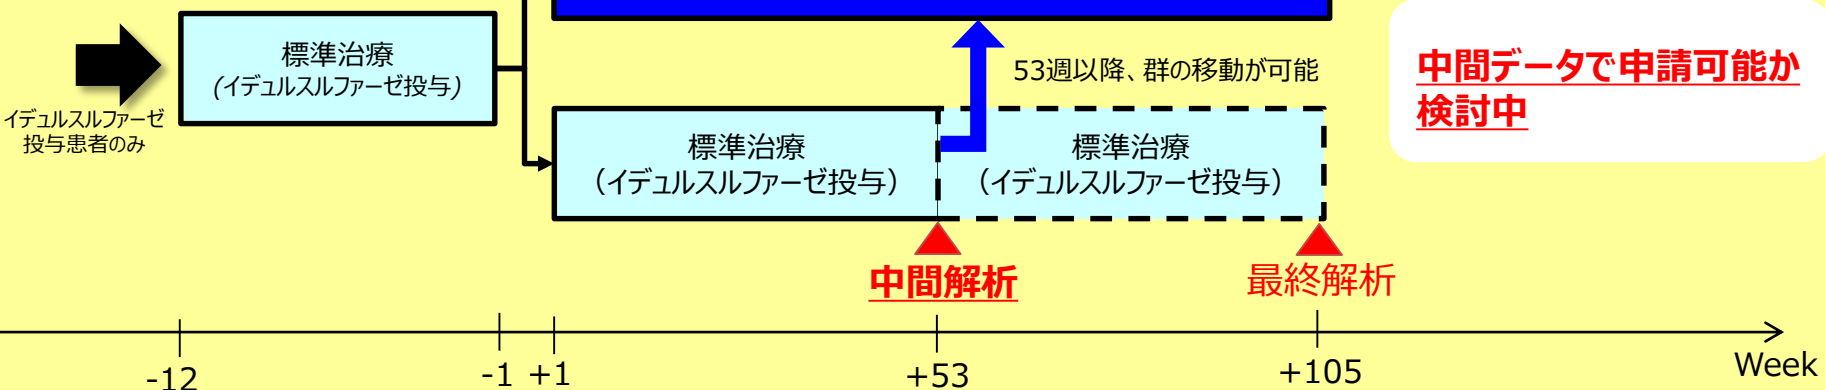 標準治療
(イデュルスルファーゼ投与)
イデュルスルファーゼ
投与患者のみ
53週以降、群の移動が可能
中間データで申請可能か
検討中
標準治療
（イデュルスルファーゼ投与）
標準治療
（イデュルスルファーゼ投与）
中間解析
最終解析
-12
-1
+1
+53
+105
Week